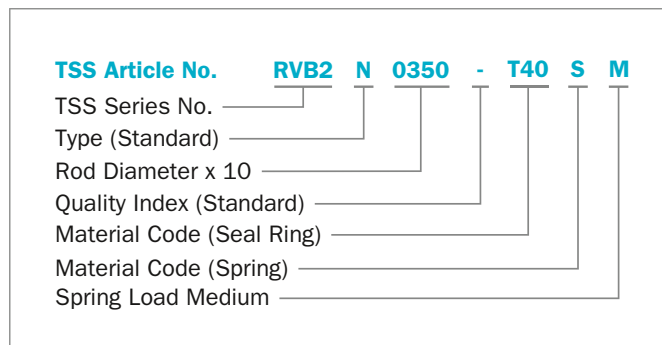 TSS Article No. RVB2 N 0350 - T40 S M
TSS Series No.
Type (Standard)
Rod Diameter x 10
Quality Index (Standard)
Material Code (Seal Ring)
Material Code (Spring)
Spring Load Medium